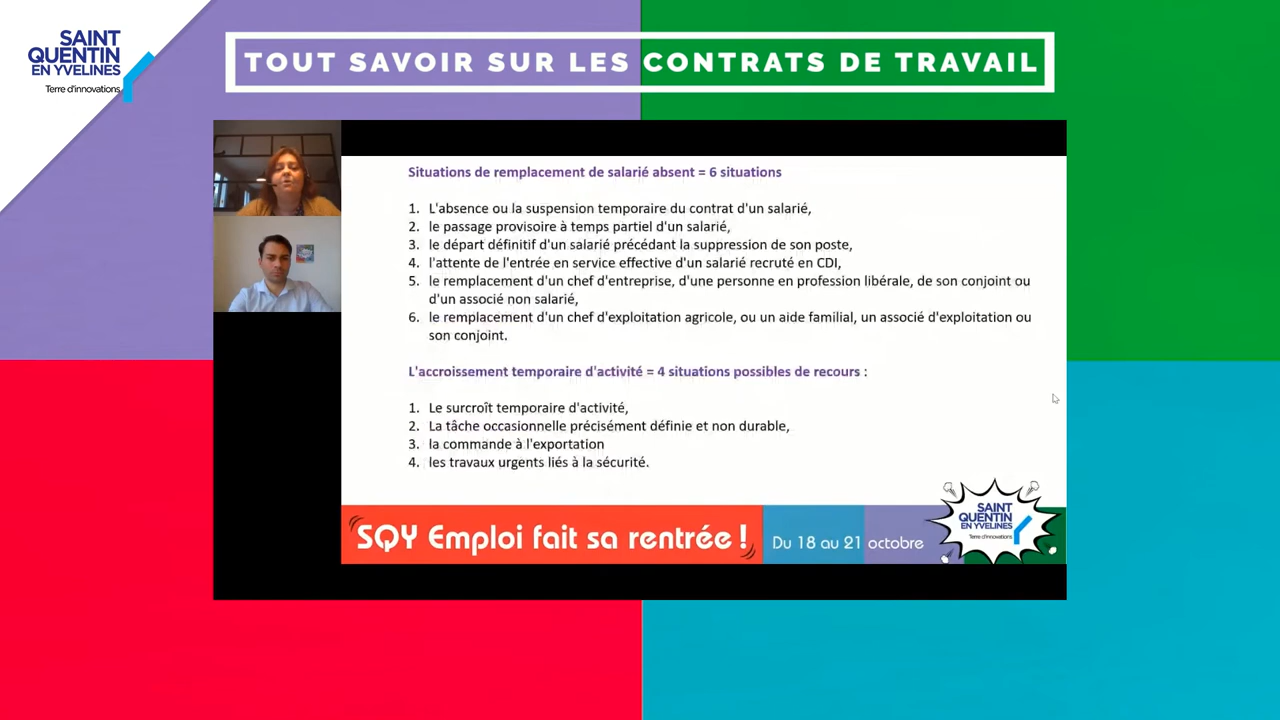 SAINT
QUENTIN
EN YVELINES
Terre d'innovations
TOUT SAVOIR SUR LES CONTRATS DE TRAVAIL
Situations de remplacement de salarié absent = 6 situations
1. L'absence ou la suspension temporaire du contrat d'un salarié,
2. le passage provisoire à temps partiel d'un salarié,
3. le départ définitif d'un salarié précédant la suppression de son poste,
4. l'attente de l'entrée en service effective d'un salarié recruté en CDI,
5. le remplacement d'un chef d'entreprise, d'une personne en profession libérale, de son conjoint ou
d'un associé non salarié,
6. le remplacement d'un chef d'exploitation agricole, ou un aide familial, un associé d'exploitation ou
son conjoint.
L'accroissement temporaire d'activité = 4 situations possibles de recours :
1. Le surcroît temporaire d'activité,
2. La tâche occasionnelle précisément définie et non durable,
3. la commande à l'exportation
4. les travaux urgents liés à la sécurité.
SQY Emploi fait sa rentrée !
Du 18 au 21 octobre
SAINT
QUENTIN
EN YVELINES
Terre d'innovations